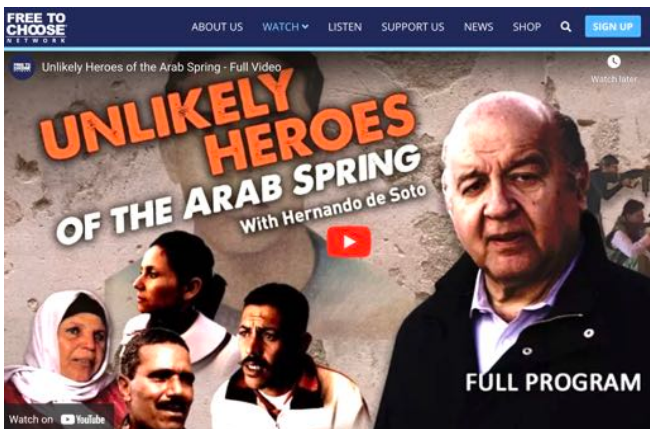 FREE TO
CHOOSE
NETWORK
ABOUT US WATCH LISTEN SUPPORT US NEWS SHOP SIGN UP
Unlikely Heroes of the Arab Spring - Full Video
Watch later
UNLIKELY
HEROES
OF THE ARAB SPRING
With Hernando de Soto
FULL PROGRAM
Watch on YouTube